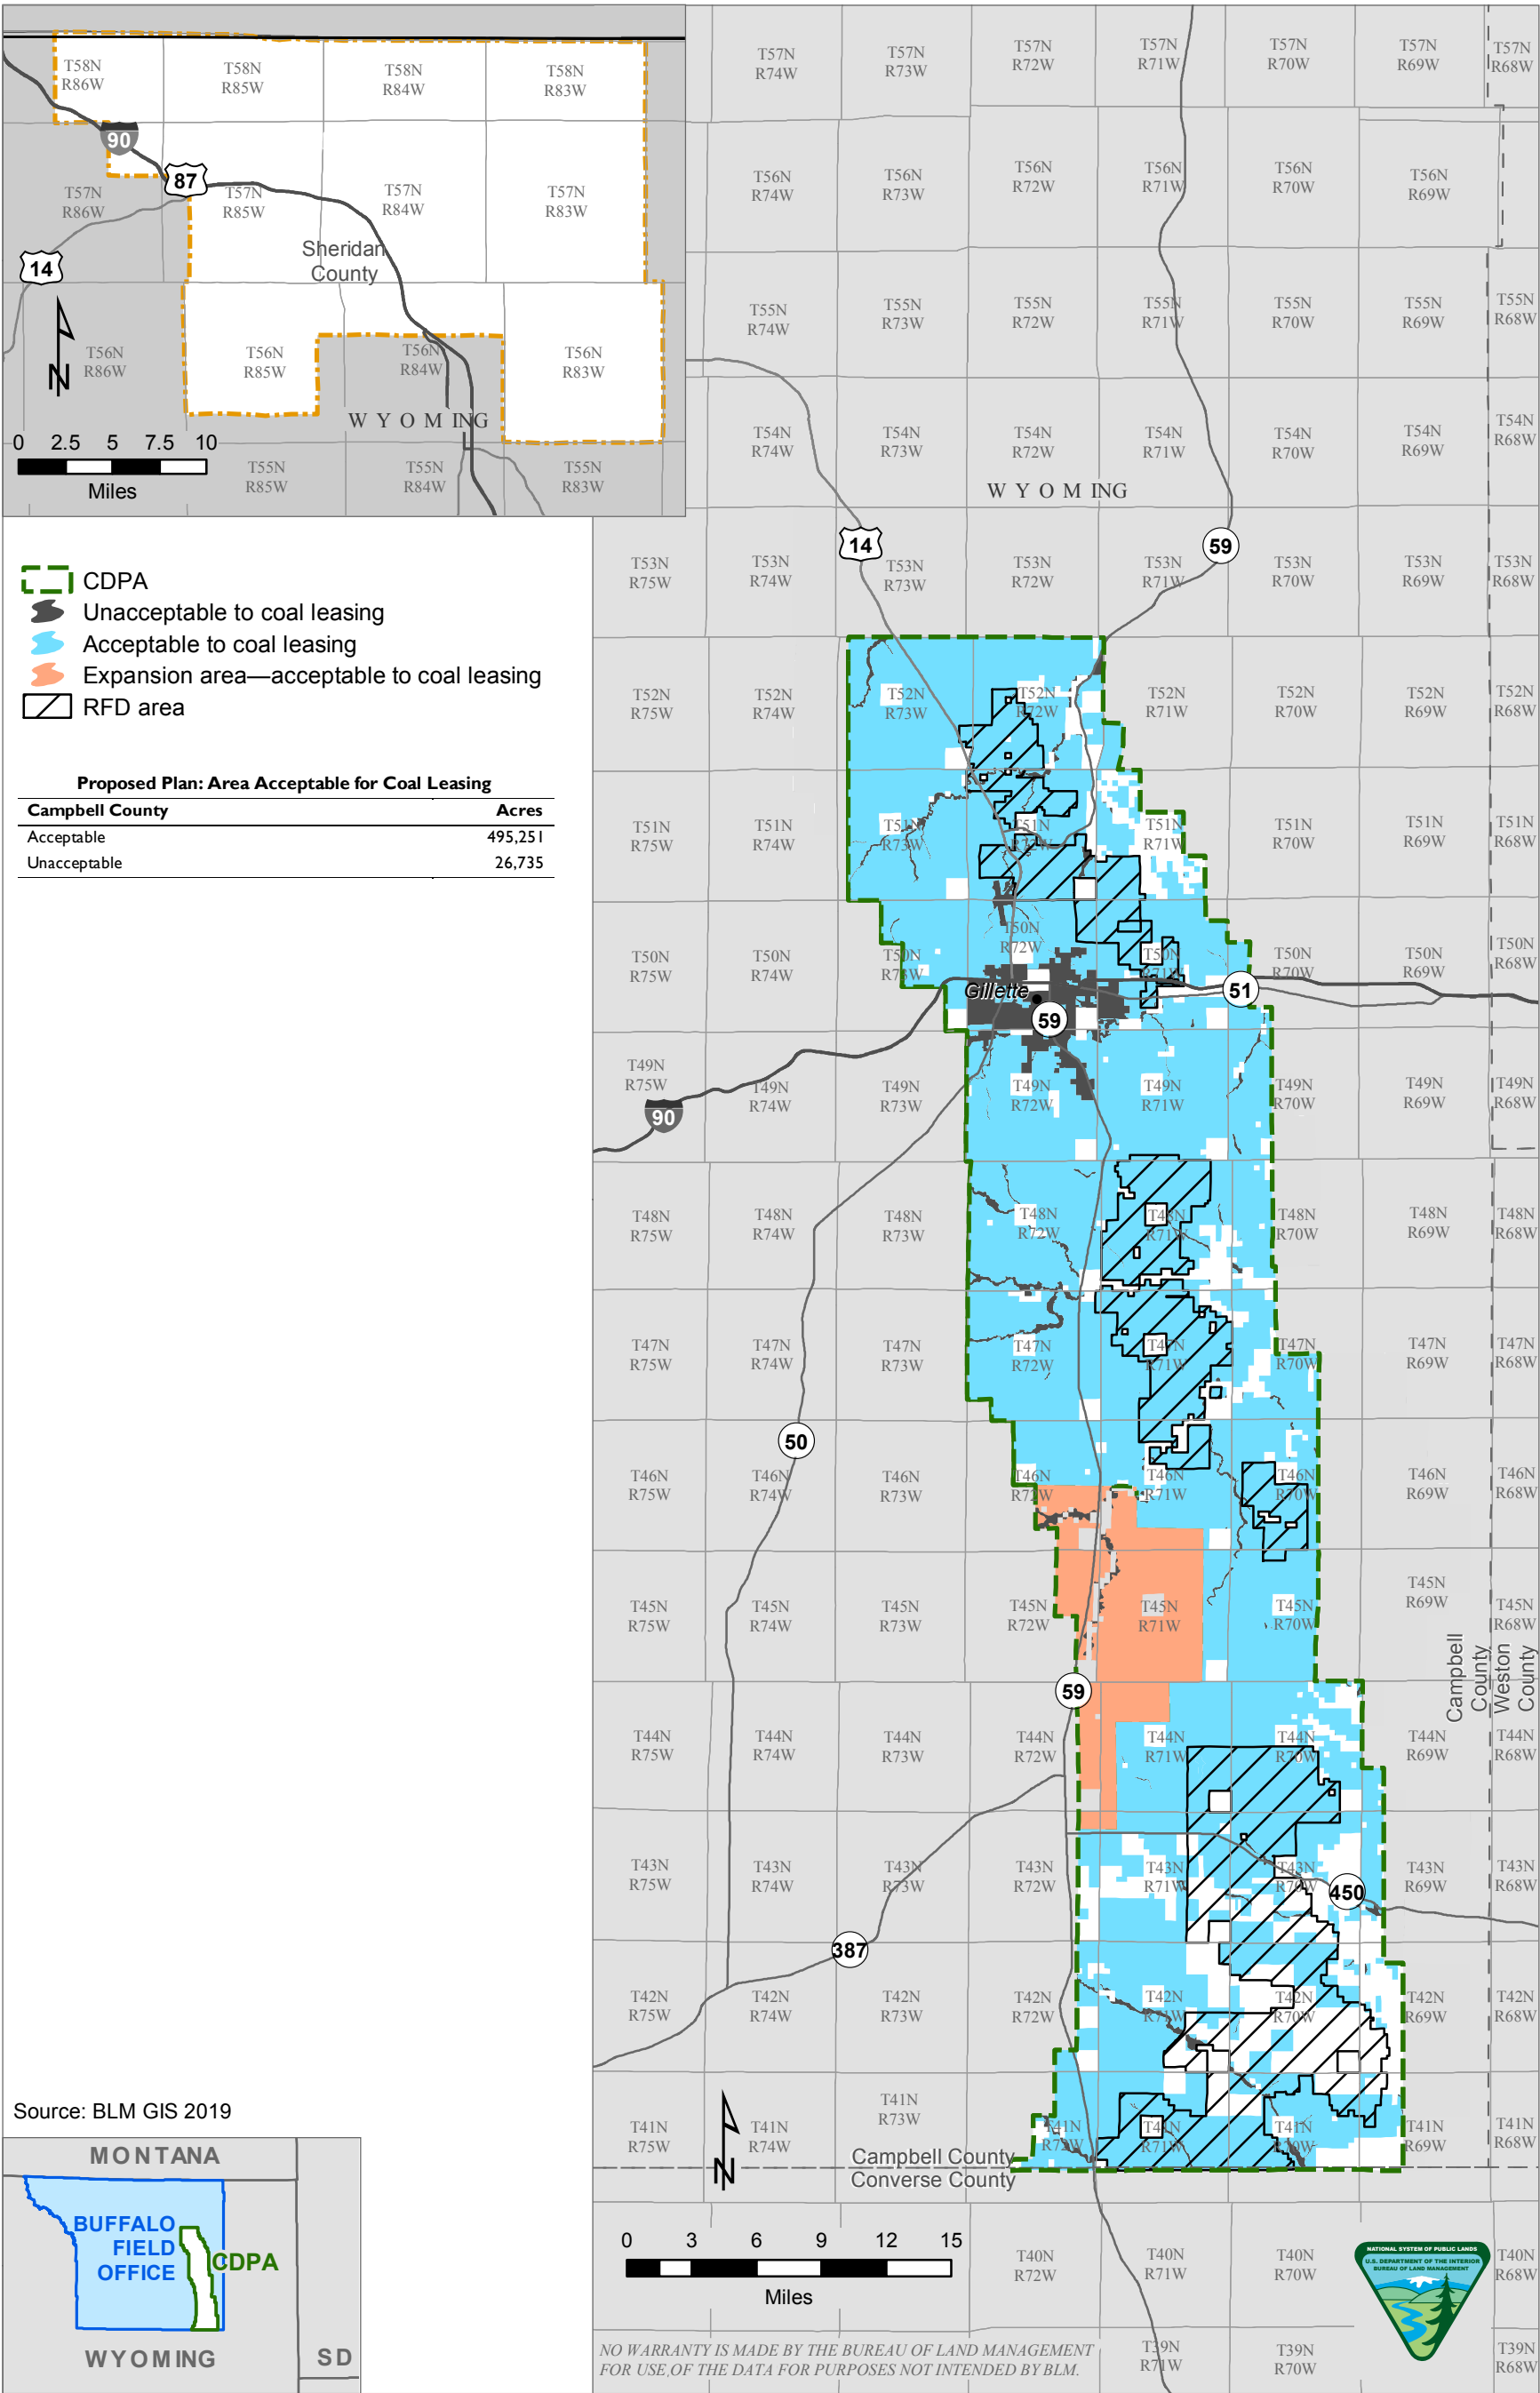 T58N
R86W
T58N
R85W
T58N
R84W
T58N
R83W
90
87
T57N
R86W
T57N
R85W
T57N
R84W
T57N
R83W
Sheridan
County
14
T56N
R86W
T56N
R85W
T56N
R84W
T56N
R83W
WYOMING
N
0 2.5 5 7.5 10
Miles
T55N
R85W
T55N
R84W
T55N
R83W
CDPA
Unacceptable to coal leasing
Acceptable to coal leasing
Expansion area—acceptable to coal leasing
RFD area
Proposed Plan: Area Acceptable for Coal Leasing
Campbell County Acres
Acceptable 495,251
Unacceptable 26,735
T57N T57N T57N T57N T57N T57N T57N
R74W R73W R72W R71W R70W R69W R68W
T56N T56N T56N T56N T56N T56N
R74W R73W R72W R71W R70W R69W
T55N T55N T55N T55N T55N T55N T55N
R74W R73W R72W R71W R70W R69W R68W
T54N T54N T54N T54N T54N T54N T54N
R74W R73W R72W R71W R70W R69W R68W
WYOMING
14
59
T53N T53N T53N T53N T53N T53N T53N T53N
R75W R74W R73W R72W R71W R70W R69W R68W
T52N T52N T52N T52N T52N T52N T52N T52N
R75W R74W R73W R72W R71W R70W R69W R68W
T51N T51N T51N T51N T51N T51N T51N T51N
R75W R74W R73W R72W R71W R70W R69W R68W
T50N T50N T50N T50N T50N T50N T50N T50N
R75W R74W R73W R72W R71W R70W R69W R68W
Gillette
51
59
T49N T49N T49N T49N T49N T49N T49N T49N
R75W R74W R73W R72W R71W R70W R69W R68W
90
T48N T48N T48N T48N T48N T48N T48N T48N
R75W R74W R73W R72W R71W R70W R69W R68W
T47N T47N T47N T47N T47N T47N T47N T47N
R75W R74W R73W R72W R71W R70W R69W R68W
50
T46N T46N T46N T46N T46N T46N T46N T46N
R75W R74W R73W R72W R71W R70W R69W R68W
T45N T45N T45N T45N T45N T45N T45N T45N
R75W R74W R73W R72W R71W R70W R69W R68W
Campbell
County
Weston
County
59
T44N T44N T44N T44N T44N T44N T44N T44N
R75W R74W R73W R72W R71W R70W R69W R68W
T43N T43N T43N T43N T43N T43N T43N T43N
R75W R74W R73W R72W R71W R70W R69W R68W
450
387
T42N T42N T42N T42N T42N T42N T42N T42N
R75W R74W R73W R72W R71W R70W R69W R68W
T41N T41N T41N T41N T41N T41N T41N T41N
R75W R74W R73W R72W R71W R70W R69W R68W
Campbell County
Converse County
N
0 3 6 9 12 15
Miles
T40N T40N T40N T40N
R72W R71W R70W R68W
T39N T39N T39N
R71W R70W R68W
NO WARRANTY IS MADE BY THE BUREAU OF LAND MANAGEMENT
FOR USE OF THE DATA FOR PURPOSES NOT INTENDED BY BLM.
NATIONAL SYSTEM OF PUBLIC LANDS
U.S. DEPARTMENT OF THE INTERIOR
BUREAU OF LAND MANAGEMENT
Source: BLM GIS 2019
MONTANA
BUFFALO
FIELD
OFFICE
CDPA
WYOMING
SD